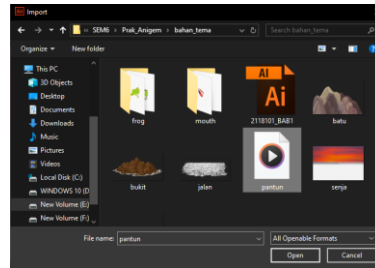 Import
« SEM6 › Prak_Anigem › bahan_tema
Search bahan_tema
Organize
New folder
This PC
3D Objects
Desktop
Documents
Downloads
Music
Pictures
Videos
Local Disk (C:)
WINDOWS 10 (D
New Volume (E:)
New Volume (F:)
AI
Ai
frog
mouth
2118101_BAB1
batu
bukit
jalan
pantun
senja
File name: pantun
All Openable Formats
Open
Cancel